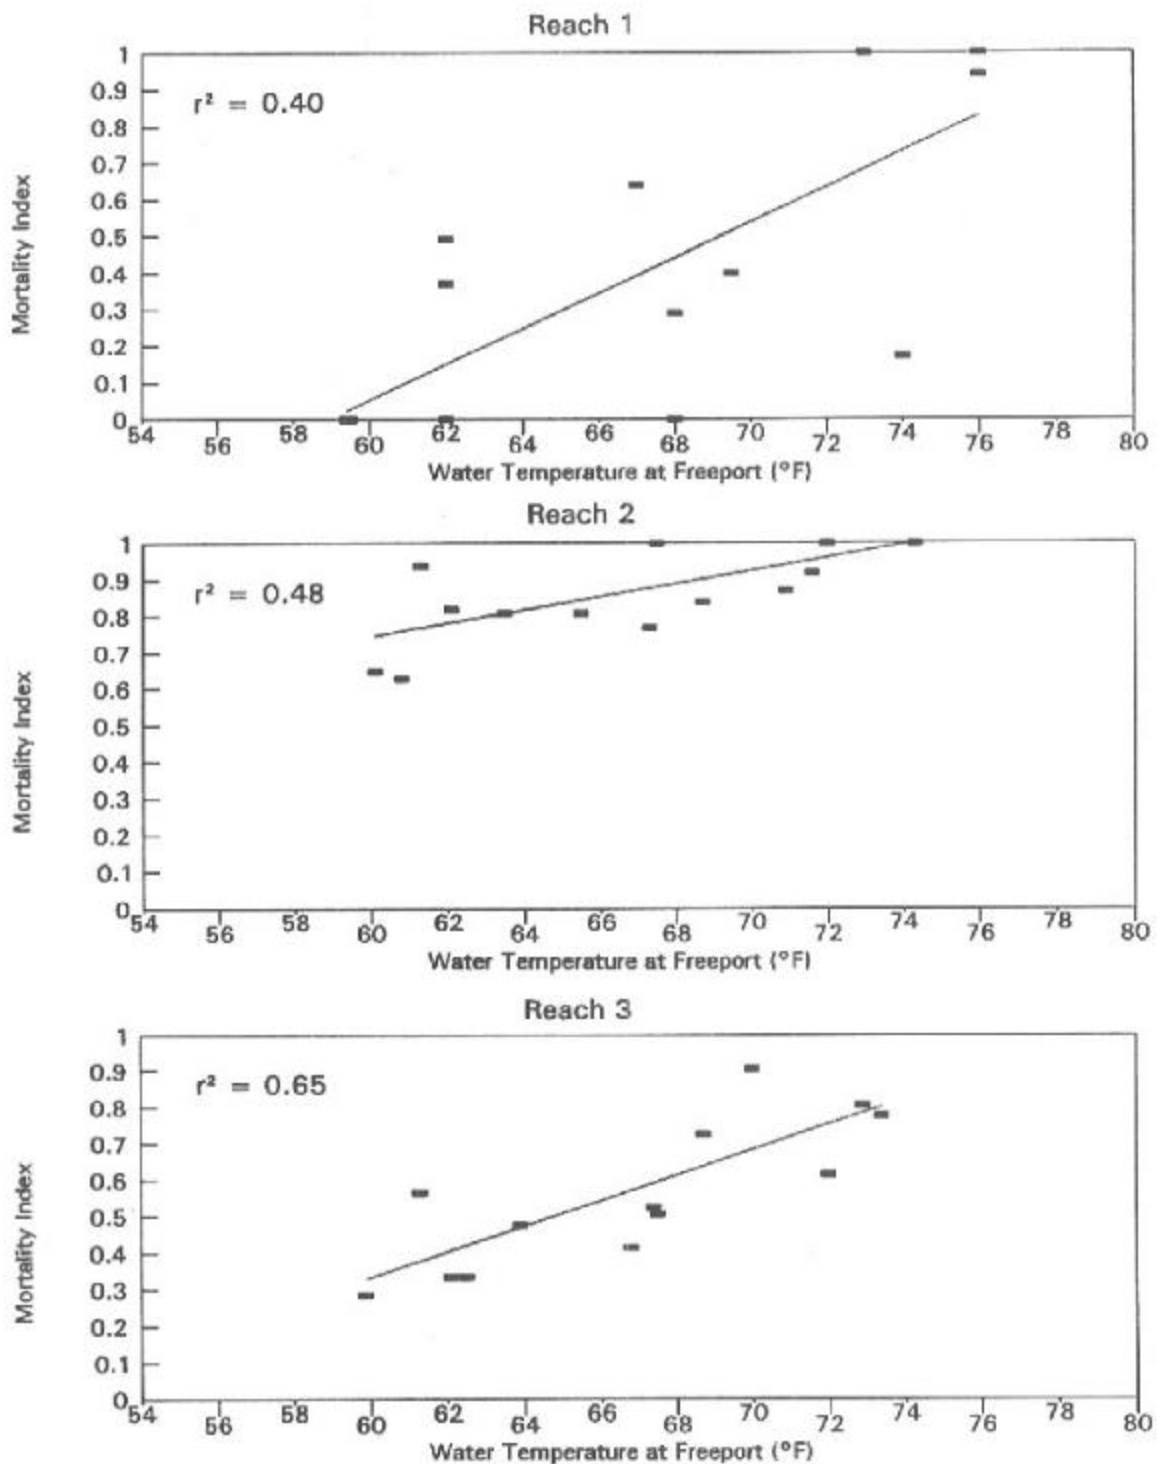 Reach 1
1
r² = 0.40
0.9
0.8
0.7
0.6
0.5
0.4
0.3
0.2
0.1
0
Mortality Index
54 56 58 60 62 64 66 68 70 72 74 76 78 80
Water Temperature at Freeport (°F)
Reach 2
1
0.9
r² = 0.48
0.8
0.7
0.6
0.5
0.4
0.3
0.2
0.1
0
Mortality Index
54 56 58 60 62 64 66 68 70 72 74 76 78 80
Water Temperature at Freeport (°F)
Reach 3
1
0.9
r² = 0.65
0.8
0.7
0.6
0.5
0.4
0.3
0.2
0.1
0
Mortality Index
54 56 58 60 62 64 66 68 70 72 74 76 78 80
Water Temperature at Freeport (°F)